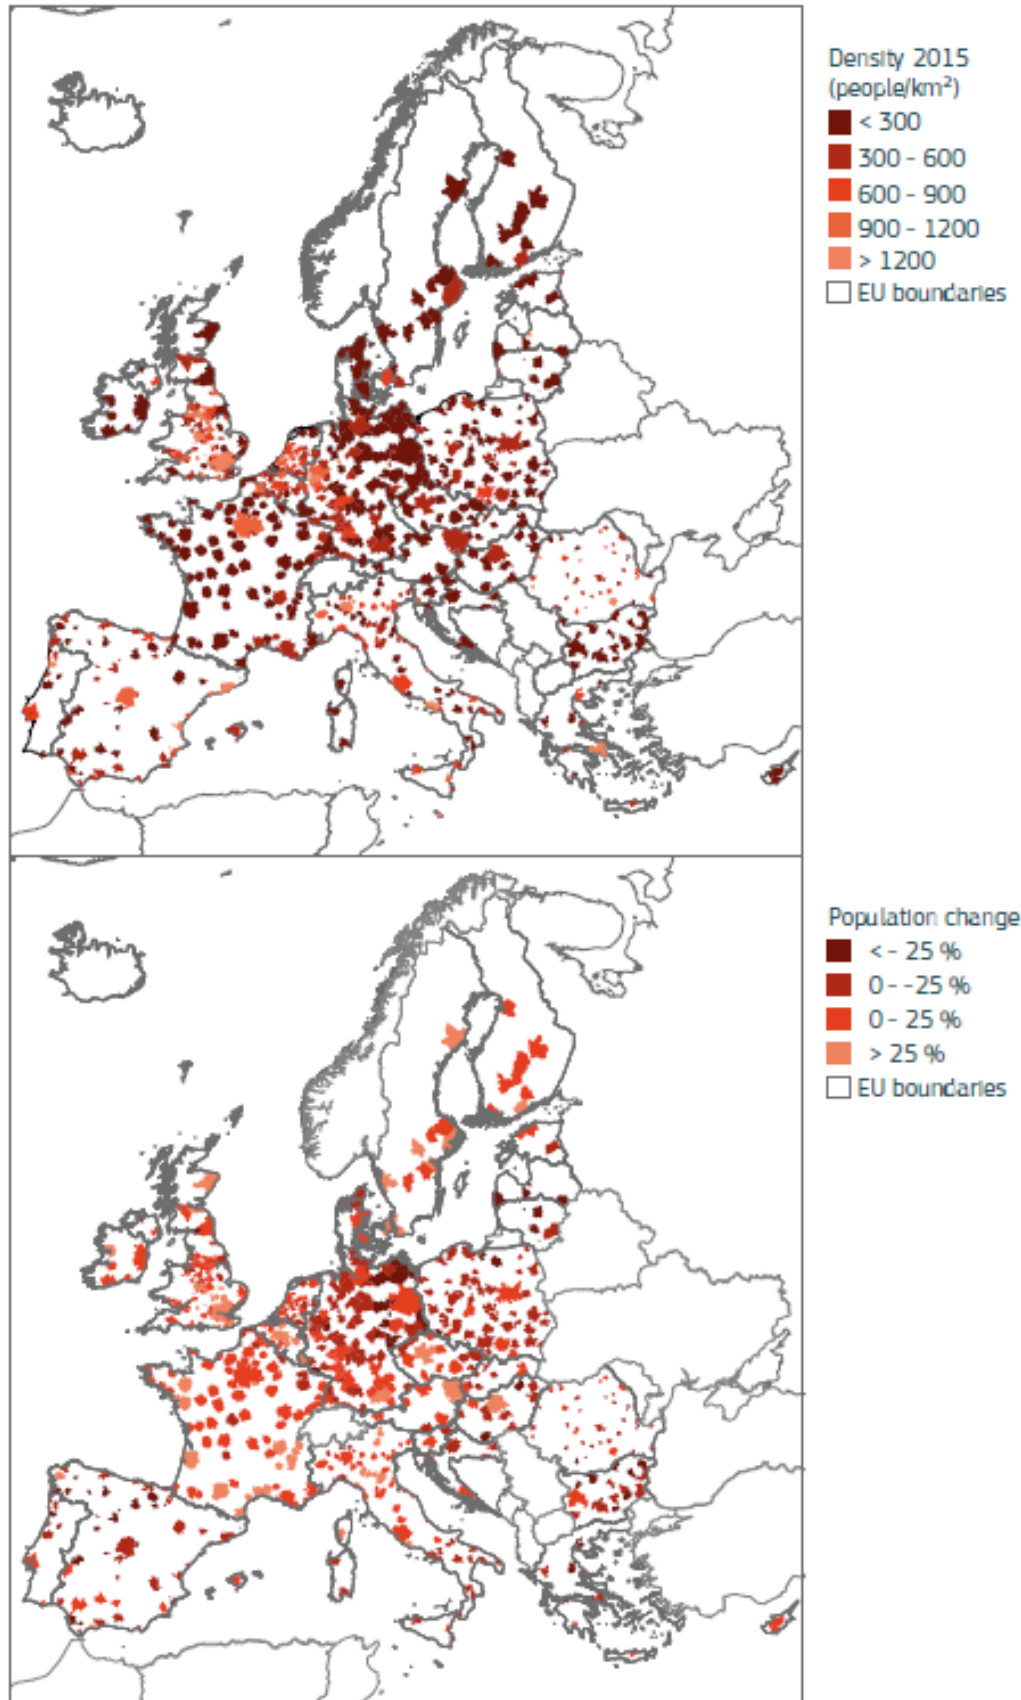 Density 2015
(people/km²)
< 300
300 - 600
600 - 900
900 - 1200
> 1200
EU boundaries
Population change
< - 25 %
0 - -25 %
0 - 25 %
> 25 %
EU boundaries